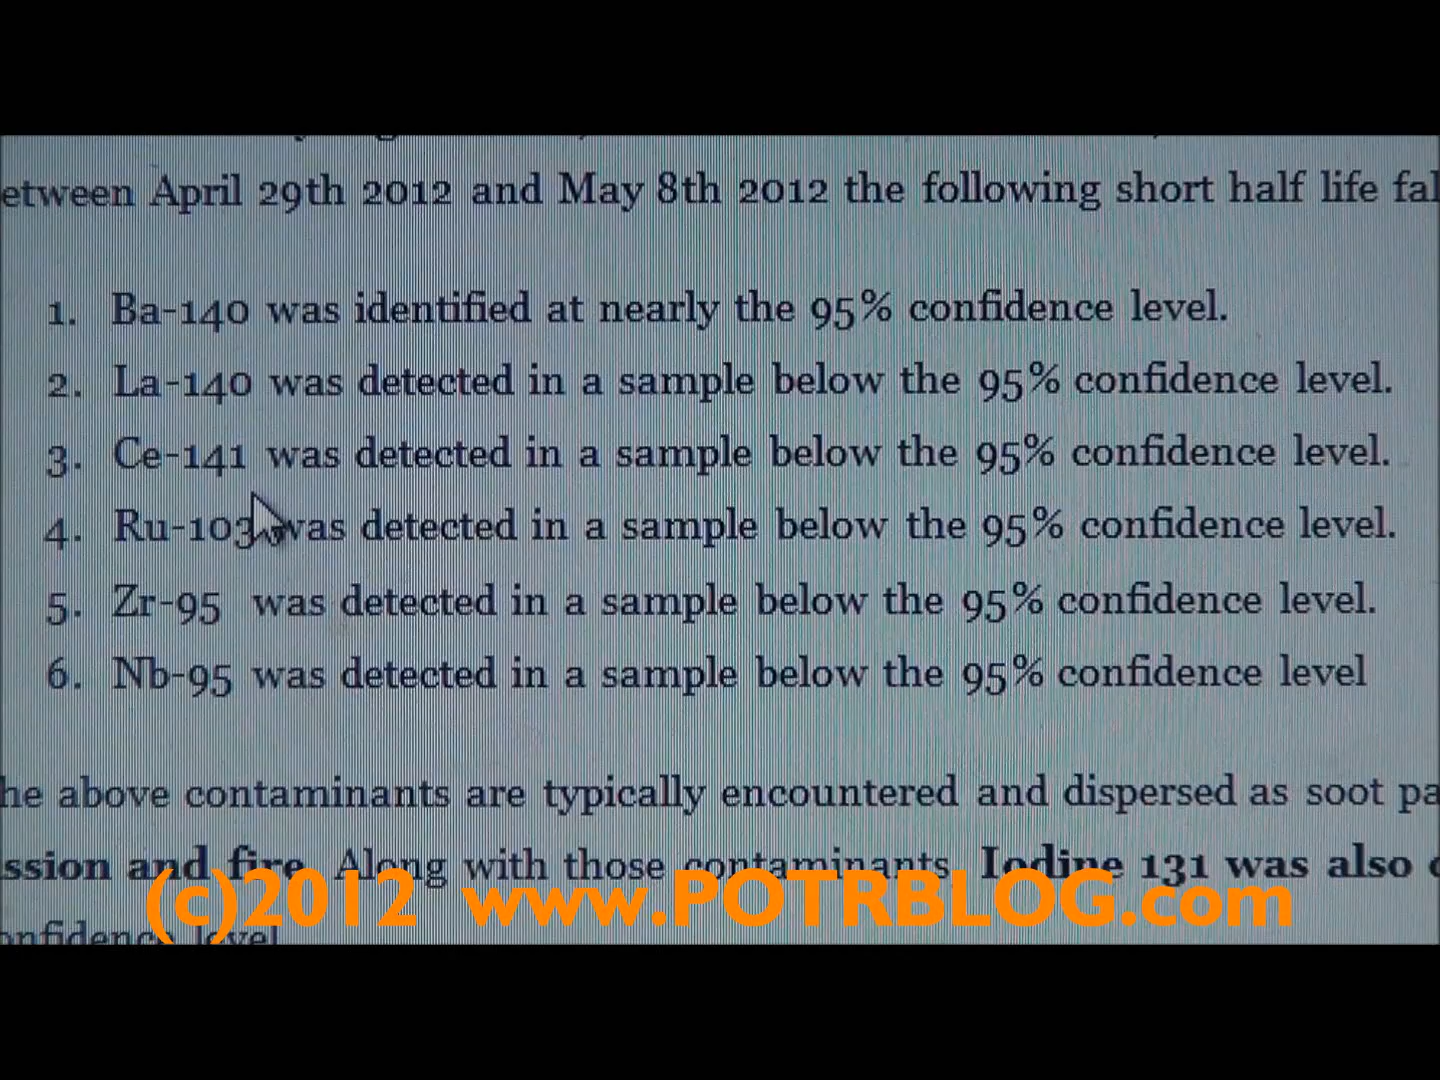 etween April 29th 2012 and May 8th 2012 the following short half life fal
1. Ba-140 was identified at nearly the 95% confidence level.
2. La-140 was detected in a sample below the 95% confidence level.
3. Ce-141 was detected in a sample below the 95% confidence level.
4. Ru-103 was detected in a sample below the 95% confidence level.
5. Zr-95 was detected in a sample below the 95% confidence level.
6. Nb-95 was detected in a sample below the 95% confidence level
he above contaminants are typically encountered and dispersed as soot pa
ssion and fire. Along with those contaminants Iodine 131 was also
(c)2012 www.POTRBLOG.com
onfidence level